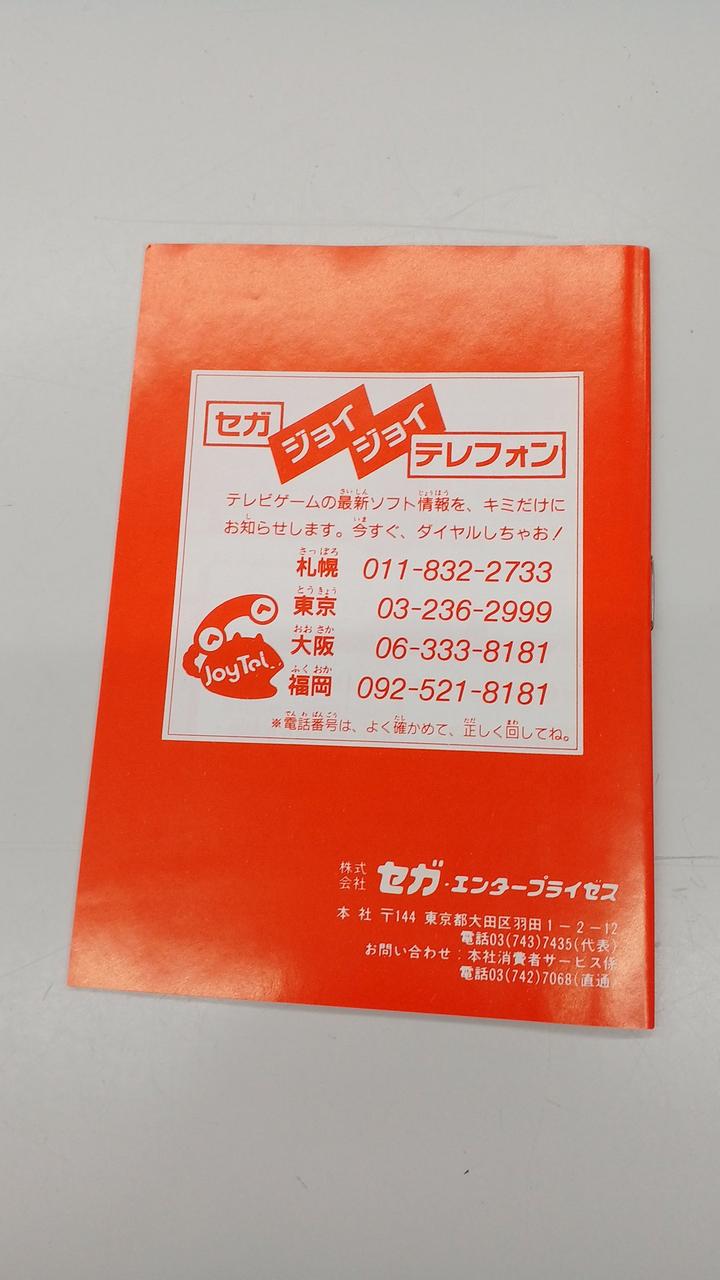 セガ ジョイジョイ テレフォン
テレビゲームの最新ソフト情報を、キミだけに
お知らせします。今すぐ、ダイヤルしちゃお!
札幌 011-832-2733
東京 03-236-2999
大阪 06-333-8181
福岡 092-521-8181
JoyTel
※電話番号は、よく確かめて、正しく回してね。
株式会社 セガ・エンタープライゼス
本社 〒144 東京都大田区羽田1-2-12
電話03(743)7435(代表)
お問い合わせ:本社消費者サービス係
電話03(742)7068(直通)